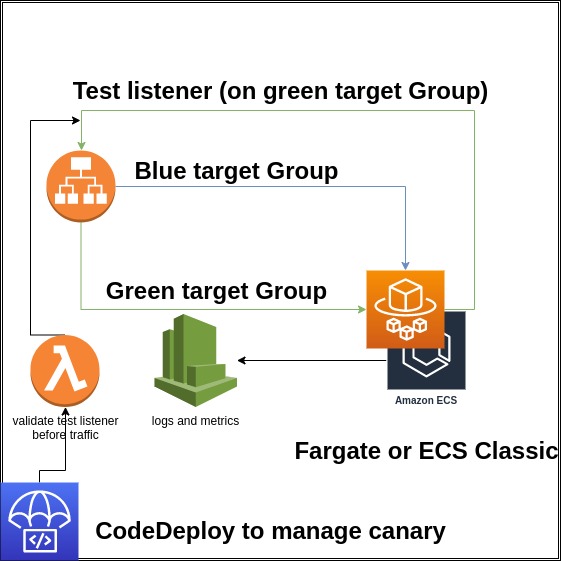 Test listener (on green target Group)
Blue target Group
Green target Group
validate test listener
before traffic
logs and metrics
Amazon ECS
Fargate or ECS Classic
CodeDeploy to manage canary